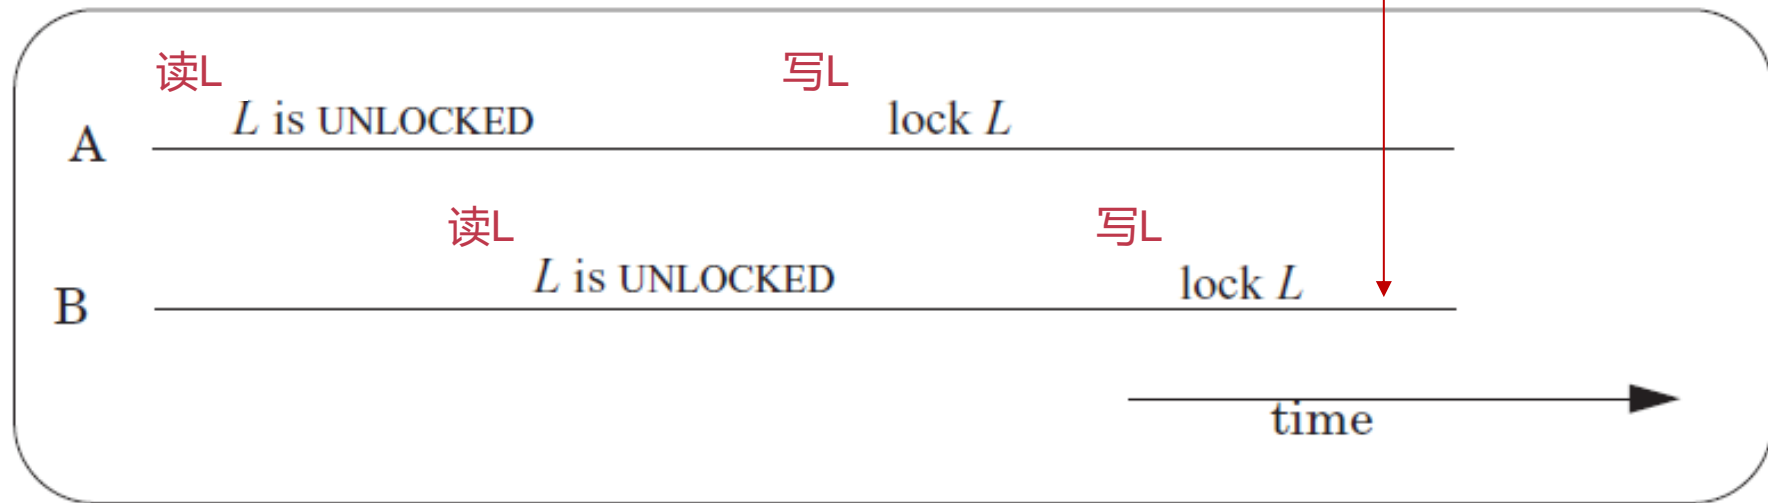 读L 写L
A L is UNLOCKED lock L
读L 写L
B L is UNLOCKED lock L
time